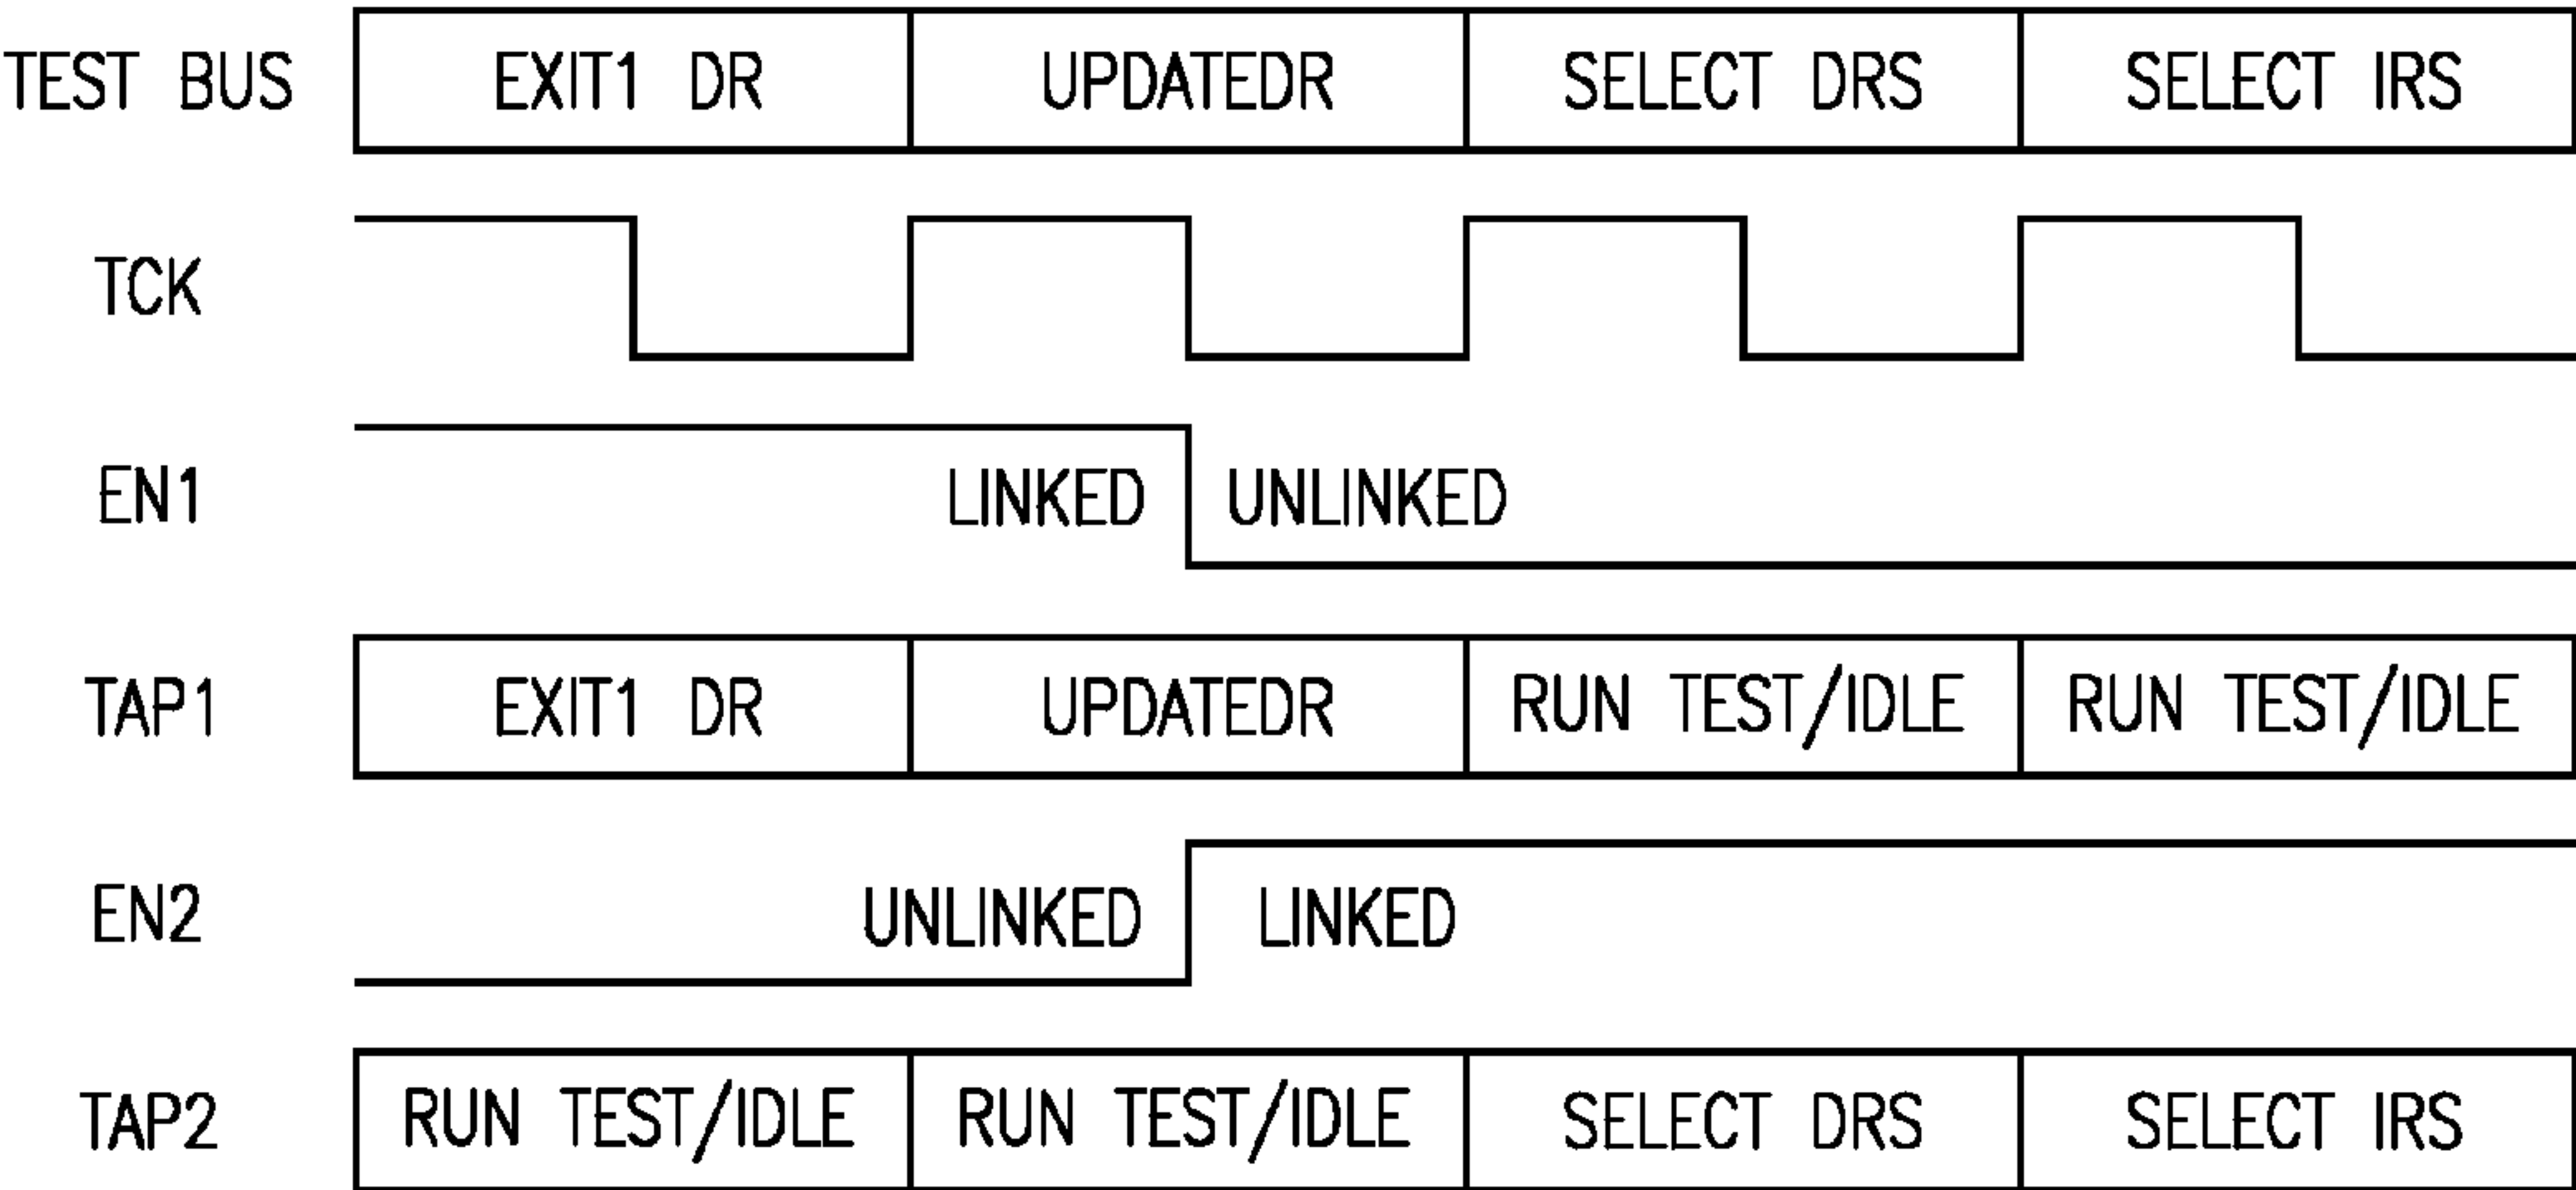 TEST BUS EXIT1 DR UPDATEDR SELECT DRS SELECT IRS
TCK
EN1 LINKED UNLINKED
TAP1 EXIT1 DR UPDATEDR RUN TEST/IDLE RUN TEST/IDLE
EN2 UNLINKED LINKED
TAP2 RUN TEST/IDLE RUN TEST/IDLE SELECT DRS SELECT IRS